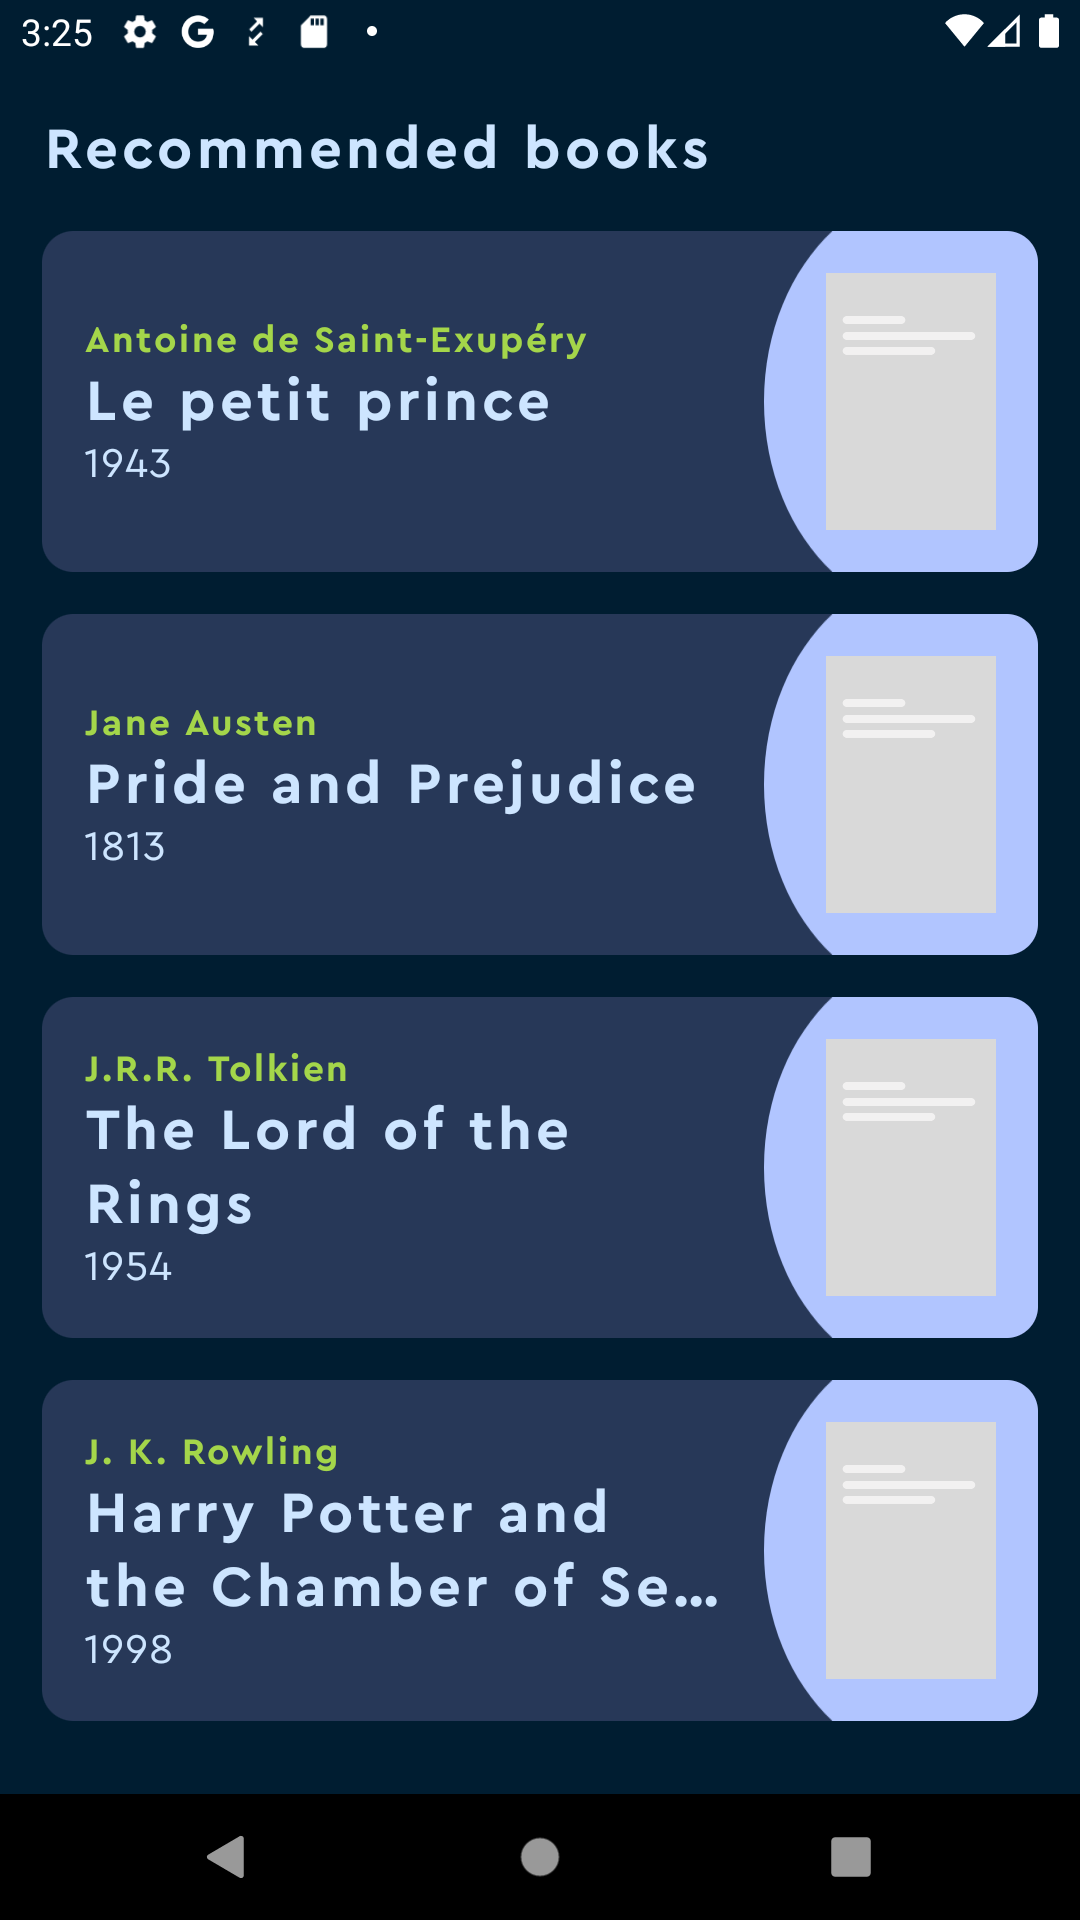 3:25
Recommended books
Antoine de Saint-Exupéry
Le petit prince
1943
Jane Austen
Pride and Prejudice
1813
J.R.R. Tolkien
The Lord of the
Rings
1954
J. K. Rowling
Harry Potter and
the Chamber of Se...
1998